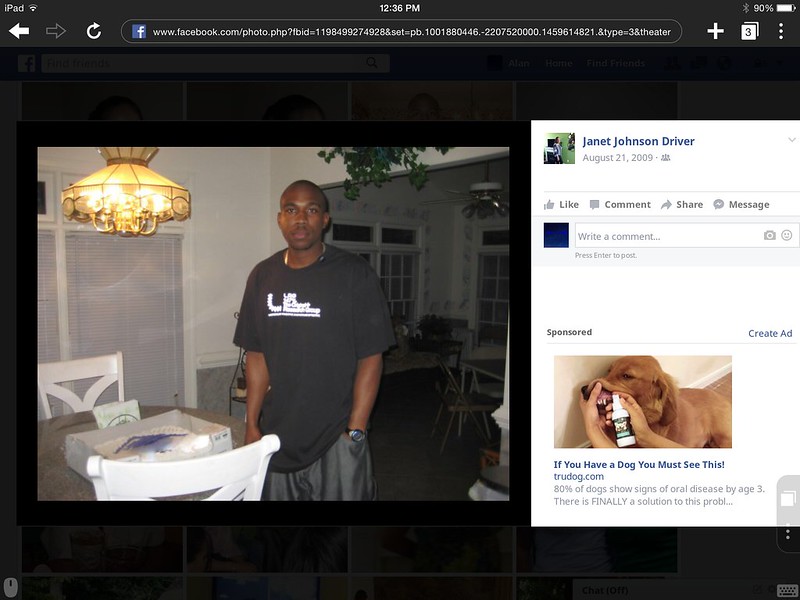 iPad
12:36 PM
90%
www.facebook.com/photo.php?fbid=1198499274928&set=pb.1001880446.-2207520000.1459614821.&type=3&theater
3
Find friends
Alan Home Find Friends
Janet Johnson Driver
August 21, 2009 ·
Like Comment Share Message
Write a comment...
Press Enter to post.
Sponsored
Create Ad
If You Have a Dog You Must See This!
trudog.com
80% of dogs show signs of oral disease by age 3.
There is FINALLY a solution to this probl...
Chat (Off)